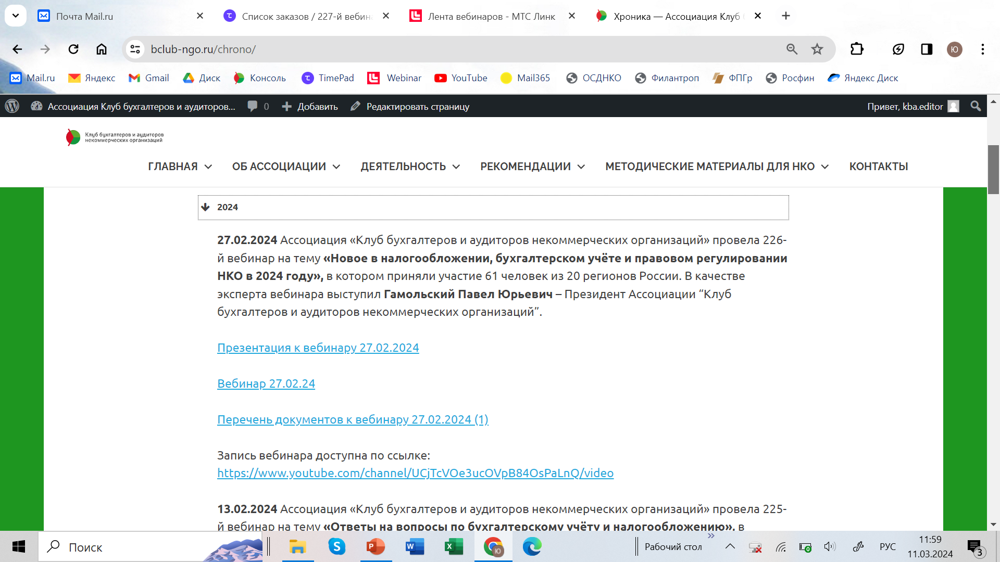 Почта Mail.ru
Список заказов / 227-й вебин
Лента вебинаров - МТС Линк
Хроника — Ассоциация Клуб
bclub-ngo.ru/chrono/
Ю
Mail.ru Яндекс Gmail Диск Консоль TimePad Webinar YouTube Mail365 ОСДНКО Филантроп ФПГр Росфин Яндекс Диск
Ассоциация Клуб бухгалтеров и аудиторов... 0 Добавить Редактировать страницу Привет, kba.editor
Клуб бухгалтеров и аудиторов
некоммерческих организаций
ГЛАВНАЯ ОБ АССОЦИАЦИИ ДЕЯТЕЛЬНОСТЬ РЕКОМЕНДАЦИИ МЕТОДИЧЕСКИЕ МАТЕРИАЛЫ ДЛЯ НКО КОНТАКТЫ
2024
27.02.2024 Ассоциация «Клуб бухгалтеров и аудиторов некоммерческих организаций» провела 226-
й вебинар на тему «Новое в налогообложении, бухгалтерском учёте и правовом регулировании
НКО в 2024 году», в котором приняли участие 61 человек из 20 регионов России. В качестве
эксперта вебинара выступил Гамольский Павел Юрьевич – Президент Ассоциации “Клуб
бухгалтеров и аудиторов некоммерческих организаций”.
Презентация к вебинару 27.02.2024
Вебинар 27.02.24
Перечень документов к вебинару 27.02.2024 (1)
Запись вебинара доступна по ссылке:
https://www.youtube.com/channel/UCjTcVOe3ucOVpB84OsPaLnQ/video
13.02.2024 Ассоциация «Клуб бухгалтеров и аудиторов некоммерческих организаций» провела 225-
й вебинар на тему «Ответы на вопросы по бухгалтерскому учёту и налогообложению», в
Поиск
Рабочий стол
РУС
11:59
11.03.2024
3